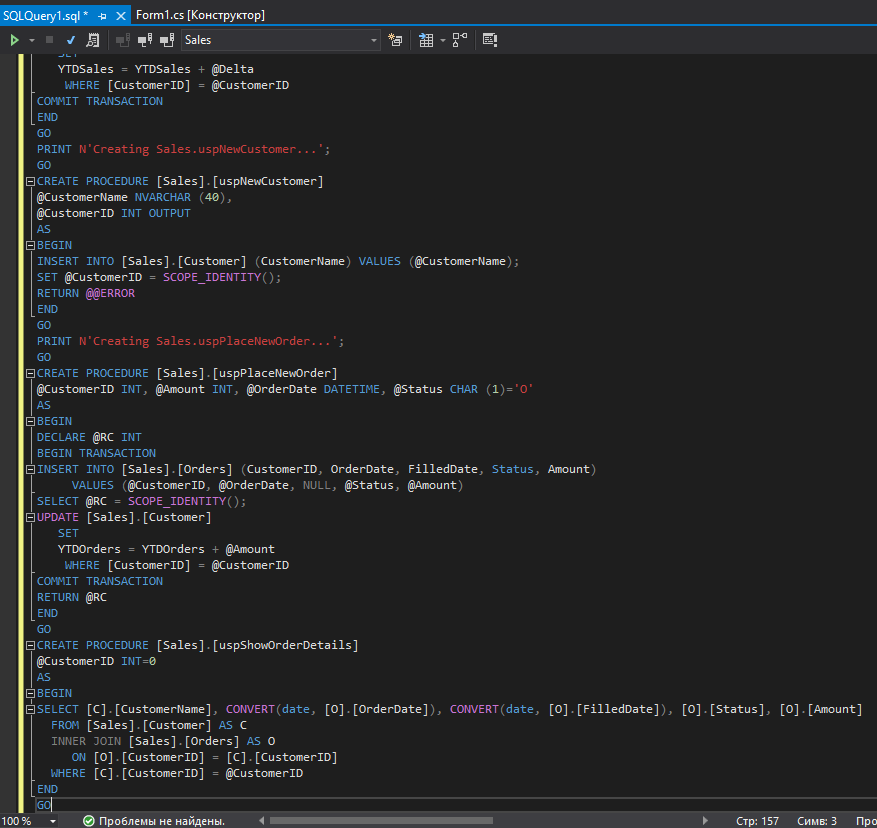 SQLQuery1.sql *
Form1.cs [Конструктор]
Sales
SET
YTDSales = YTDSales + @Delta
WHERE [CustomerID] = @CustomerID
COMMIT TRANSACTION
END
GO
PRINT N'Creating Sales.uspNewCustomer...';
GO
CREATE PROCEDURE [Sales].[uspNewCustomer]
@CustomerName NVARCHAR (40),
@CustomerID INT OUTPUT
AS
BEGIN
INSERT INTO [Sales].[Customer] (CustomerName) VALUES (@CustomerName);
SET @CustomerID = SCOPE_IDENTITY();
RETURN @@ERROR
END
GO
PRINT N'Creating Sales.uspPlaceNewOrder...';
GO
CREATE PROCEDURE [Sales].[uspPlaceNewOrder]
@CustomerID INT, @Amount INT, @OrderDate DATETIME, @Status CHAR (1)='O'
AS
BEGIN
DECLARE @RC INT
BEGIN TRANSACTION
INSERT INTO [Sales].[Orders] (CustomerID, OrderDate, FilledDate, Status, Amount)
VALUES (@CustomerID, @OrderDate, NULL, @Status, @Amount)
SELECT @RC = SCOPE_IDENTITY();
UPDATE [Sales].[Customer]
SET
YTDOrders = YTDOrders + @Amount
WHERE [CustomerID] = @CustomerID
COMMIT TRANSACTION
RETURN @RC
END
GO
CREATE PROCEDURE [Sales].[uspShowOrderDetails]
@CustomerID INT=0
AS
BEGIN
SELECT [C].[CustomerName], CONVERT(date, [O].[OrderDate]), CONVERT(date, [O].[FilledDate]), [O].[Status], [O].[Amount]
FROM [Sales].[Customer] AS C
INNER JOIN [Sales].[Orders] AS O
ON [O].[CustomerID] = [C].[CustomerID]
WHERE [C].[CustomerID] = @CustomerID
END
GO
100 % Проблемы не найдены. Стр: 157 Симв: 3 Про